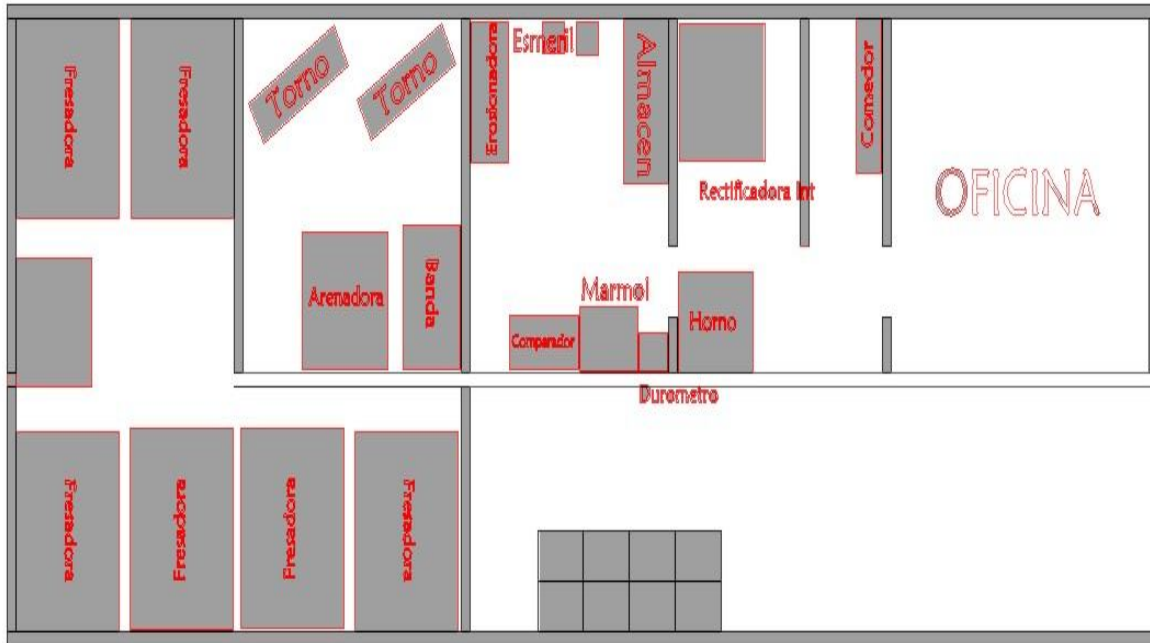 Fresadora
Fresadora
Torno
Torno
Erosionadora
Esmeril
Almacen
Rectificadora Int
Comedor
OFICINA
Arenadora
Banda
Comparador
Marmol
Horno
Durometro
Fresadora
Fresadora
Fresadora
Fresadora